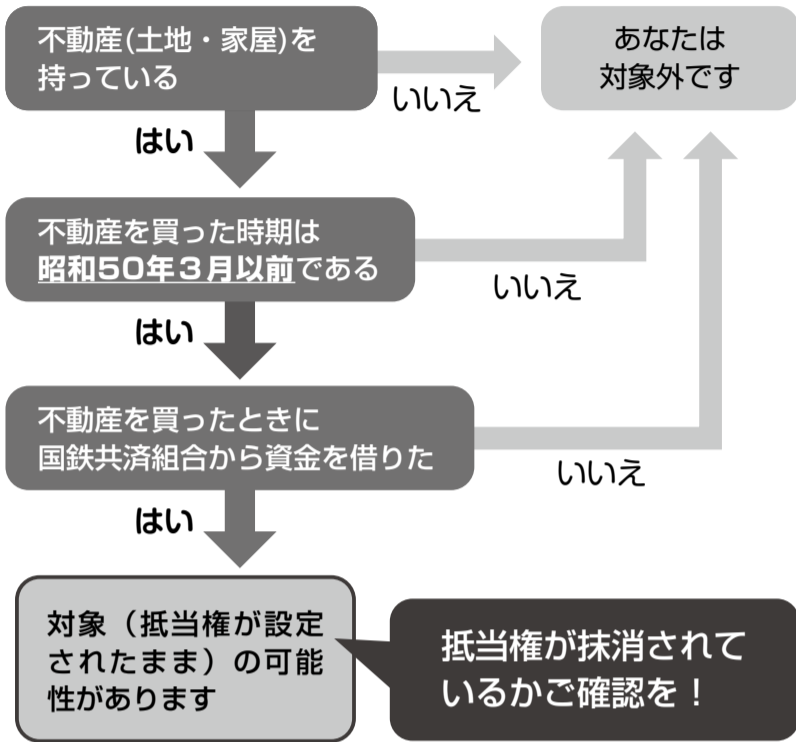 不動産(土地・家屋)を
持っている
いいえ
あなたは
対象外です
はい
不動産を買った時期は
昭和50年3月以前である
いいえ
はい
不動産を買ったときに
国鉄共済組合から資金を借りた
いいえ
はい
対象（抵当権が設定
されたまま）の可能
性があります
抵当権が抹消されて
いるかご確認を！